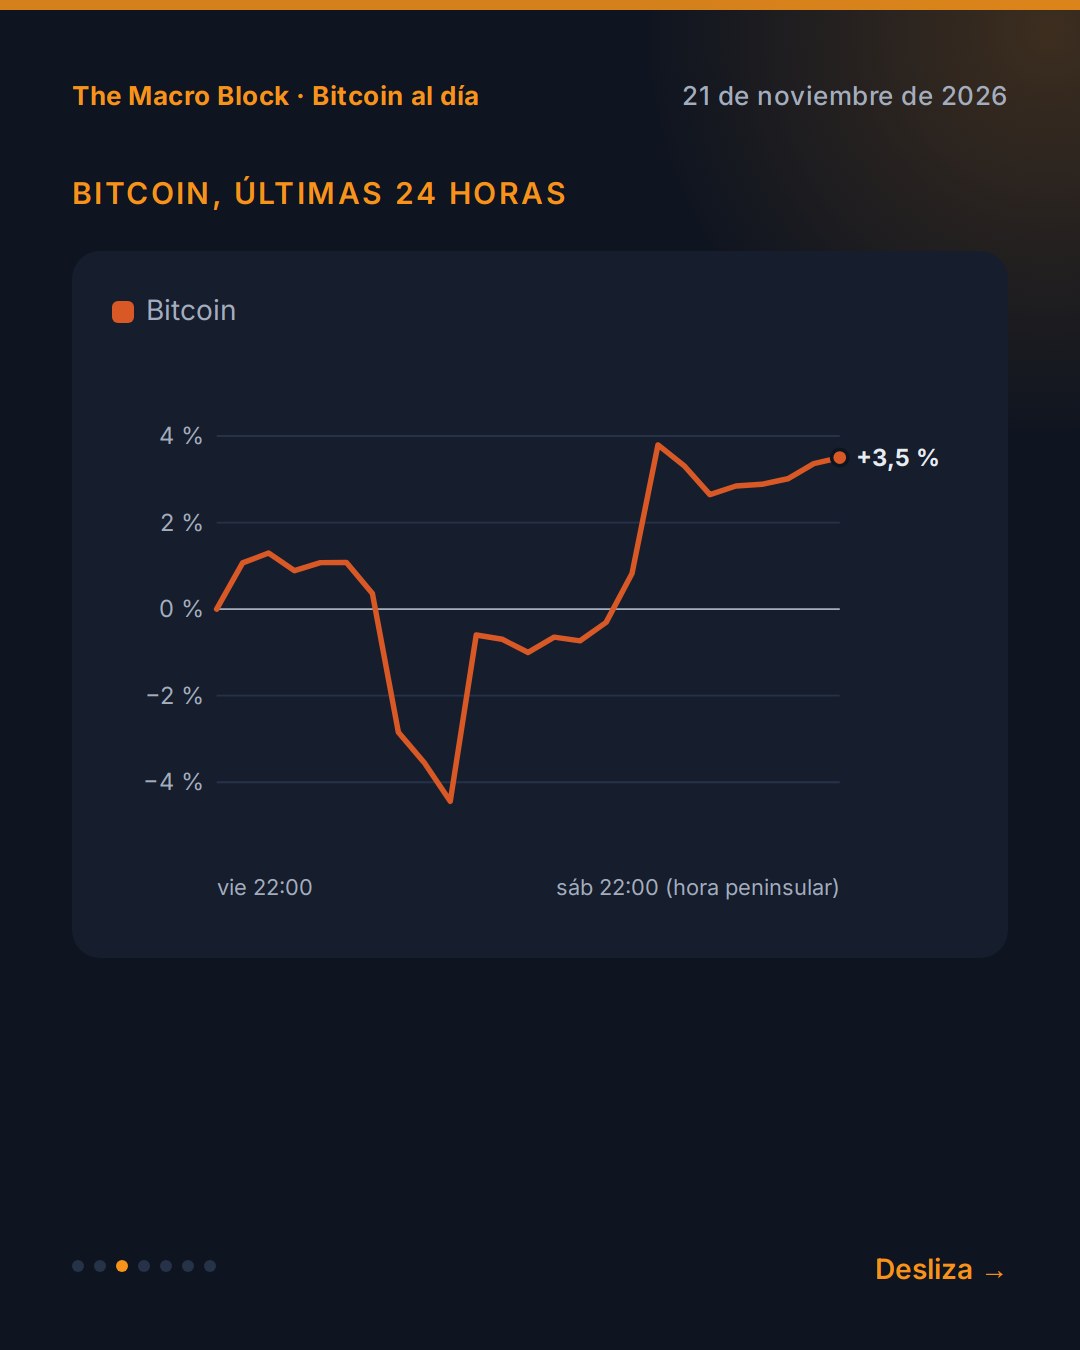 The Macro Block · Bitcoin al día
21 de noviembre de 2026
BITCOIN, ÚLTIMAS 24 HORAS
Bitcoin
4 %
+3,5 %
2 %
0 %
−2 %
−4 %
vie 22:00
sáb 22:00 (hora peninsular)
Desliza →